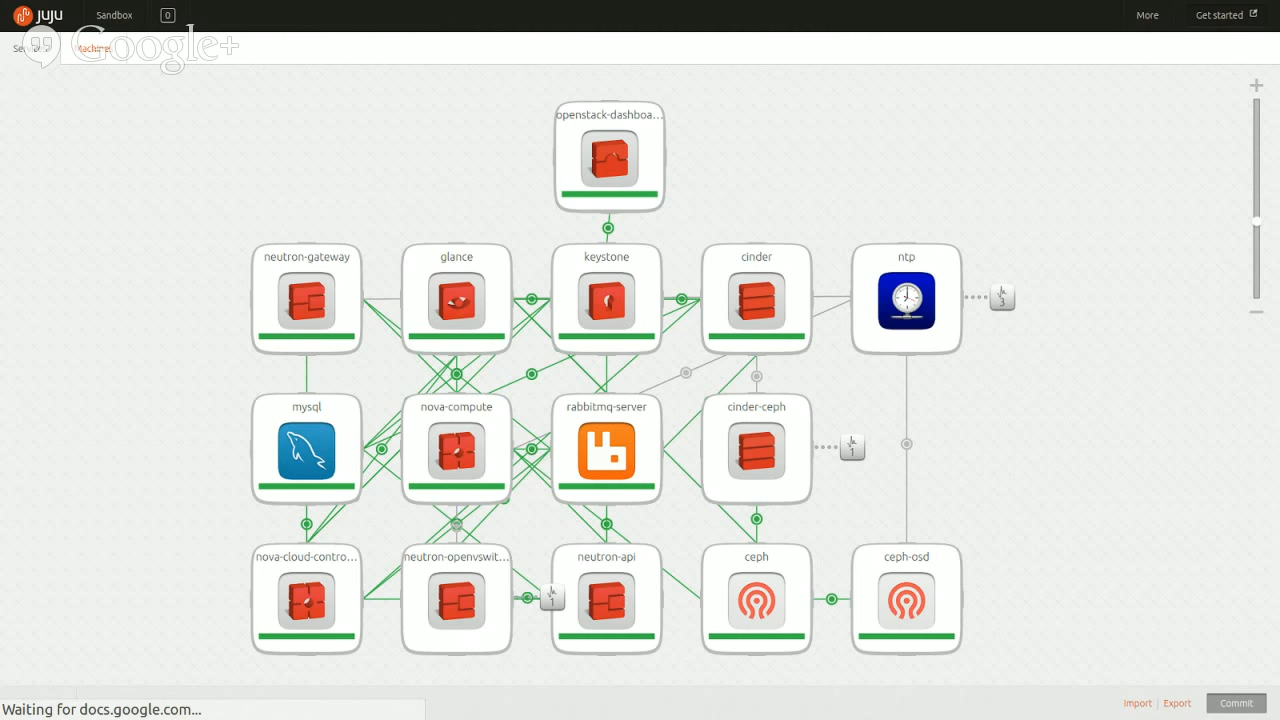 juju Sandbox 0 More Get started
Services Machines Google+
openstack-dashboa...
neutron-gateway glance keystone cinder ntp
3
mysql nova-compute rabbitmq-server cinder-ceph
1
nova-cloud-contro... neutron-openvswit... neutron-api ceph ceph-osd
1
Waiting for docs.google.com... Import | Export Commit